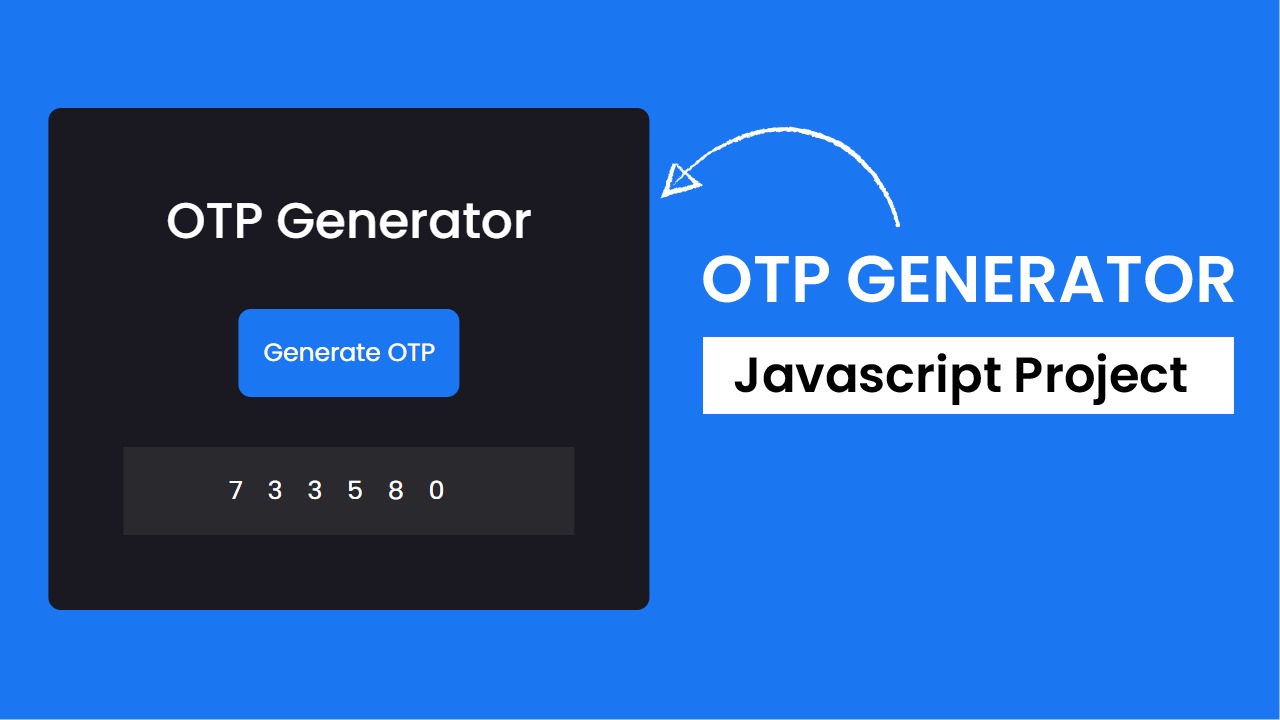 OTP Generator
Generate OTP
7 3 3 5 8 0
OTP GENERATOR
Javascript Project